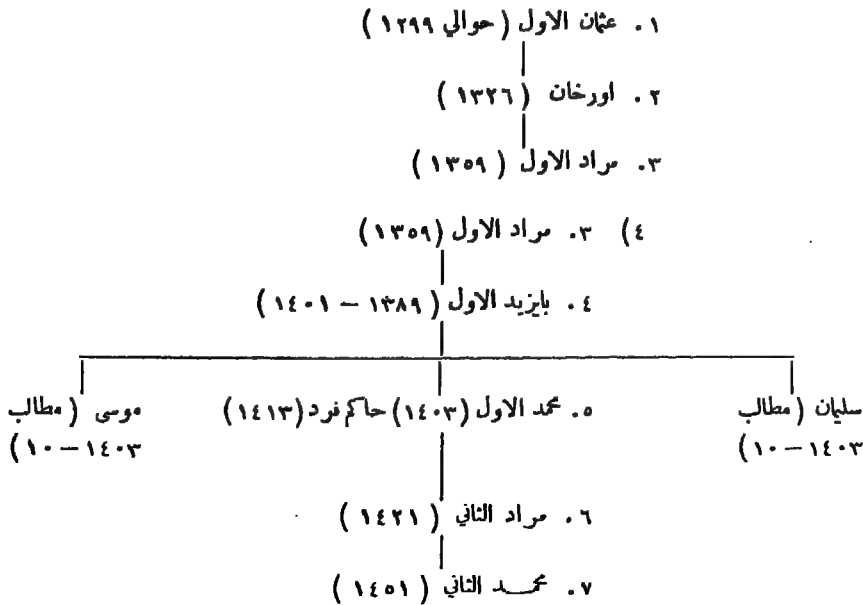 ١. عثمان الاول (حوالي ١٢٩٩)
٢. اورخان (١٣٢٦)
٣. مراد الاول (١٣٥٩)
٤) ٣. مراد الاول (١٣٥٩)
٤. بايزيد الاول (١٣٨٩ – ١٤٠١)
سليمان (مطالب
١٤٠٣ – ١٠)
٥. محمد الاول (١٤٠٣) حاكم فرد (١٤١٣)
موسى (مطالب
١٤٠٣ – ١٠)
٦. مراد الثاني (١٤٢١)
٧. محمد الثاني (١٤٥١)